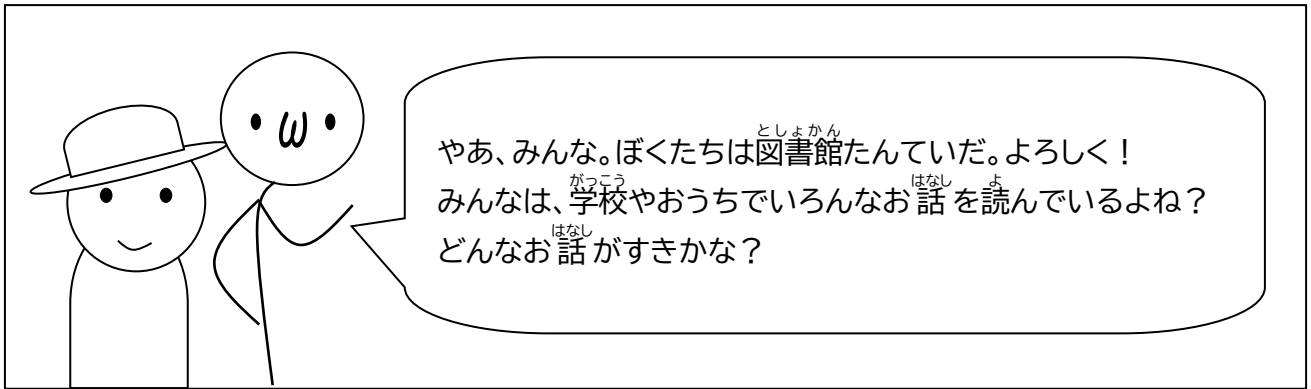 やあ、みんな。ぼくたちは図書館たんていだ。よろしく！
みんなは、学校やおうちでいろんなお話を読んでいるよね？
どんなお話がすきかな？